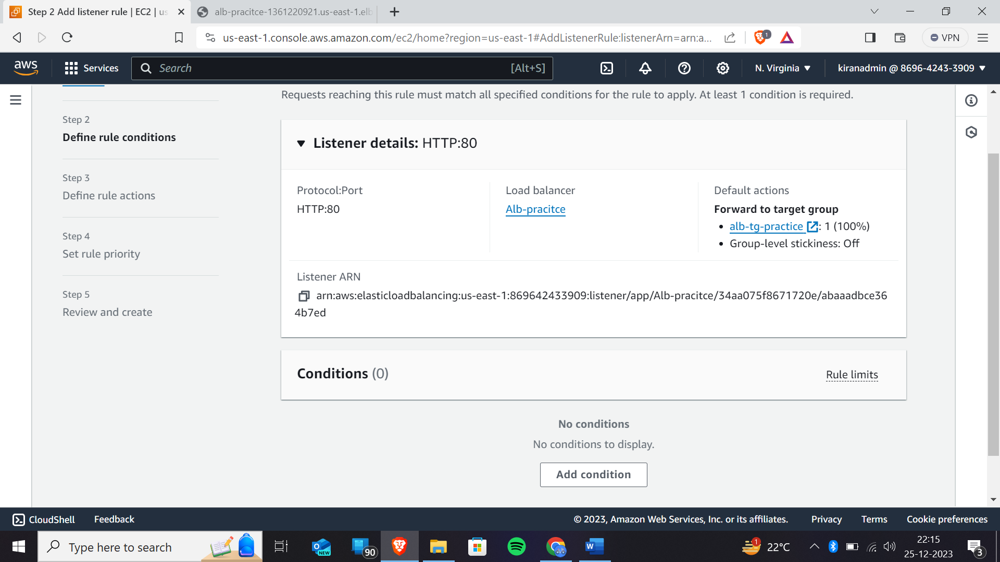 Step 2 Add listener rule | EC2 | us
alb-pracitce-1361220921.us-east-1.elb
us-east-1.console.aws.amazon.com/ec2/home?region=us-east-1#AddListenerRule:listenerArn=arn:a...
1
VPN
aws
Services
Search
[Alt+S]
N. Virginia
kiranadmin @ 8696-4243-3909
Requests reaching this rule must match all specified conditions for the rule to apply. At least 1 condition is required.
Step 2
Define rule conditions
Step 3
Define rule actions
Step 4
Set rule priority
Step 5
Review and create
Listener details: HTTP:80
Protocol:Port
HTTP:80
Load balancer
Alb-pracitce
Default actions
Forward to target group
• alb-tg-practice : 1 (100%)
• Group-level stickiness: Off
Listener ARN
arn:aws:elasticloadbalancing:us-east-1:869642433909:listener/app/Alb-pracitce/34aa075f8671720e/abaaadbce36
4b7ed
Conditions (0)
Rule limits
No conditions
No conditions to display.
Add condition
CloudShell
Feedback
© 2023, Amazon Web Services, Inc. or its affiliates.
Privacy
Terms
Cookie preferences
Type here to search
NEW
90
W
1
22°C
22:15
25-12-2023
3